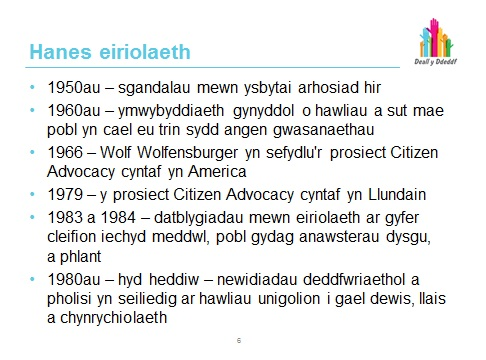 Hanes eiriolaeth
Deall y Ddeddf
• 1950au – sgandalau mewn ysbytai arhosiad hir
• 1960au – ymwybyddiaeth gynyddol o hawliau a sut mae
pobl yn cael eu trin sydd angen gwasanaethau
• 1966 – Wolf Wolfensburger yn sefydlu'r prosiect Citizen
Advocacy cyntaf yn America
• 1979 – y prosiect Citizen Advocacy cyntaf yn Llundain
• 1983 a 1984 – datblygiadau mewn eiriolaeth ar gyfer
cleifion iechyd meddwl, pobl gydag anawsterau dysgu,
a phlant
• 1980au – hyd heddiw – newidiadau deddfwriaethol a
pholisi yn seiliedig ar hawliau unigolion i gael dewis, llais
a chynrychiolaeth
6